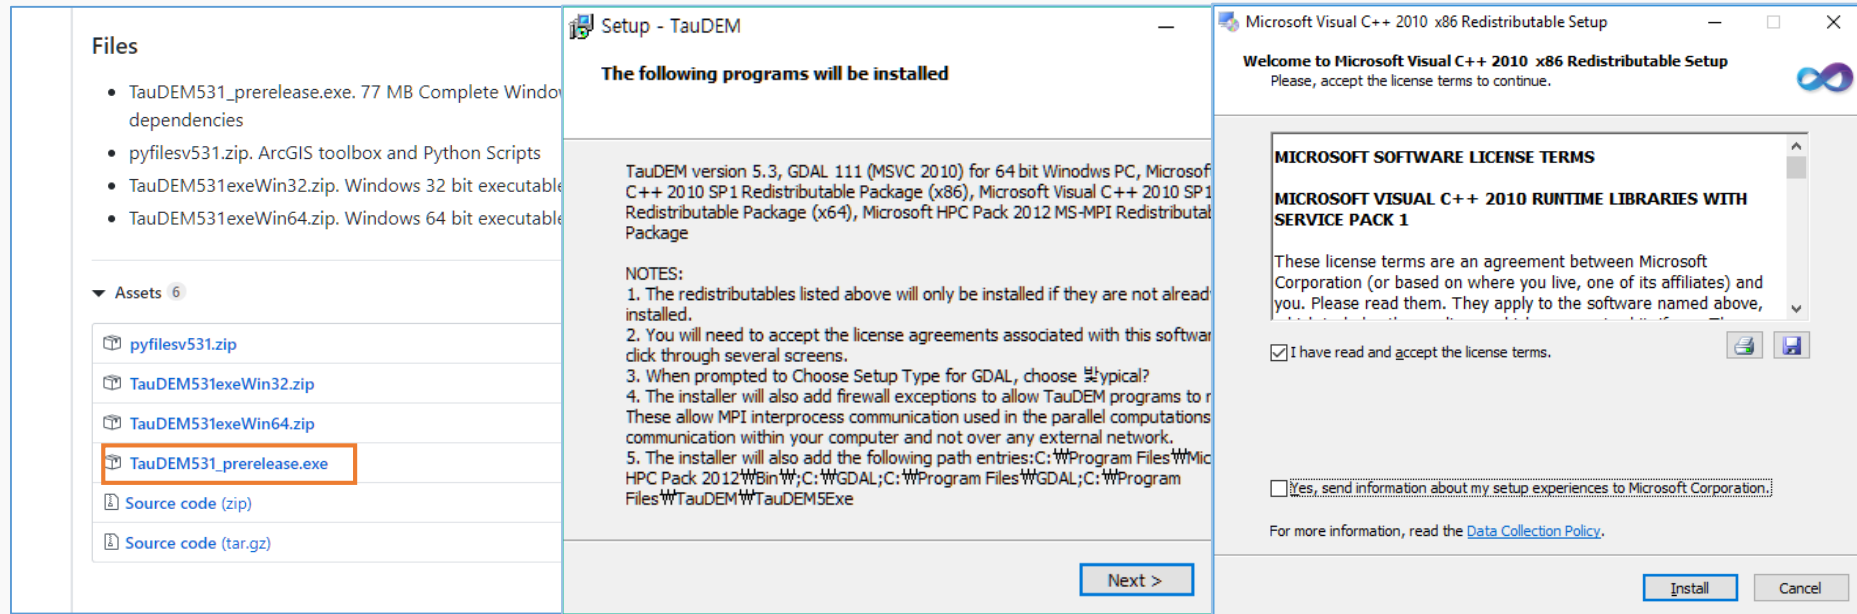 Files
TauDEM531_prerelease.exe. 77 MB Complete Windo
dependencies
pyfilesv531.zip. ArcGIS toolbox and Python Scripts
TauDEM531exeWin32.zip. Windows 32 bit executable
TauDEM531exeWin64.zip. Windows 64 bit executable
Assets 6
pyfilesv531.zip
TauDEM531exeWin32.zip
TauDEM531exeWin64.zip
TauDEM531_prerelease.exe
Source code (zip)
Source code (tar.gz)
Setup - TauDEM
The following programs will be installed
TauDEM version 5.3, GDAL 111 (MSVC 2010) for 64 bit Winodws PC, Microsof
C++ 2010 SP1 Redistributable Package (x86), Microsoft Visual C++ 2010 SP1
Redistributable Package (x64), Microsoft HPC Pack 2012 MS-MPI Redistributab
Package
NOTES:
1. The redistributables listed above will only be installed if they are not alread
installed.
2. You will need to accept the license agreements associated with this softwar
click through several screens.
3. When prompted to Choose Setup Type for GDAL, choose 밫ypical?
4. The installer will also add firewall exceptions to allow TauDEM programs to r
These allow MPI interprocess communication used in the parallel computations
communication within your computer and not over any external network.
5. The installer will also add the following path entries:C:₩Program Files₩Mic
HPC Pack 2012₩Bin₩;C:₩GDAL;C:₩Program Files₩GDAL;C:₩Program
Files₩TauDEM₩TauDEM5Exe
Next >
Microsoft Visual C++ 2010 x86 Redistributable Setup
Welcome to Microsoft Visual C++ 2010 x86 Redistributable Setup
Please, accept the license terms to continue.
MICROSOFT SOFTWARE LICENSE TERMS
MICROSOFT VISUAL C++ 2010 RUNTIME LIBRARIES WITH
SERVICE PACK 1
These license terms are an agreement between Microsoft
Corporation (or based on where you live, one of its affiliates) and
you. Please read them. They apply to the software named above,
I have read and accept the license terms.
Yes, send information about my setup experiences to Microsoft Corporation.
For more information, read the Data Collection Policy.
Install
Cancel